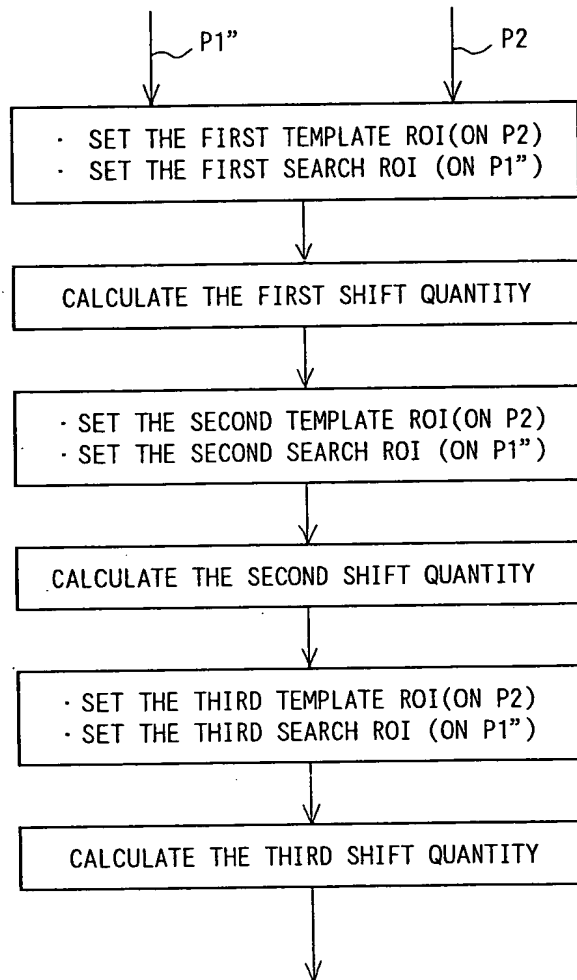 P1” P2
· SET THE FIRST TEMPLATE ROI(ON P2)
· SET THE FIRST SEARCH ROI (ON P1”)
CALCULATE THE FIRST SHIFT QUANTITY
· SET THE SECOND TEMPLATE ROI(ON P2)
· SET THE SECOND SEARCH ROI (ON P1”)
CALCULATE THE SECOND SHIFT QUANTITY
· SET THE THIRD TEMPLATE ROI(ON P2)
· SET THE THIRD SEARCH ROI (ON P1”)
CALCULATE THE THIRD SHIFT QUANTITY